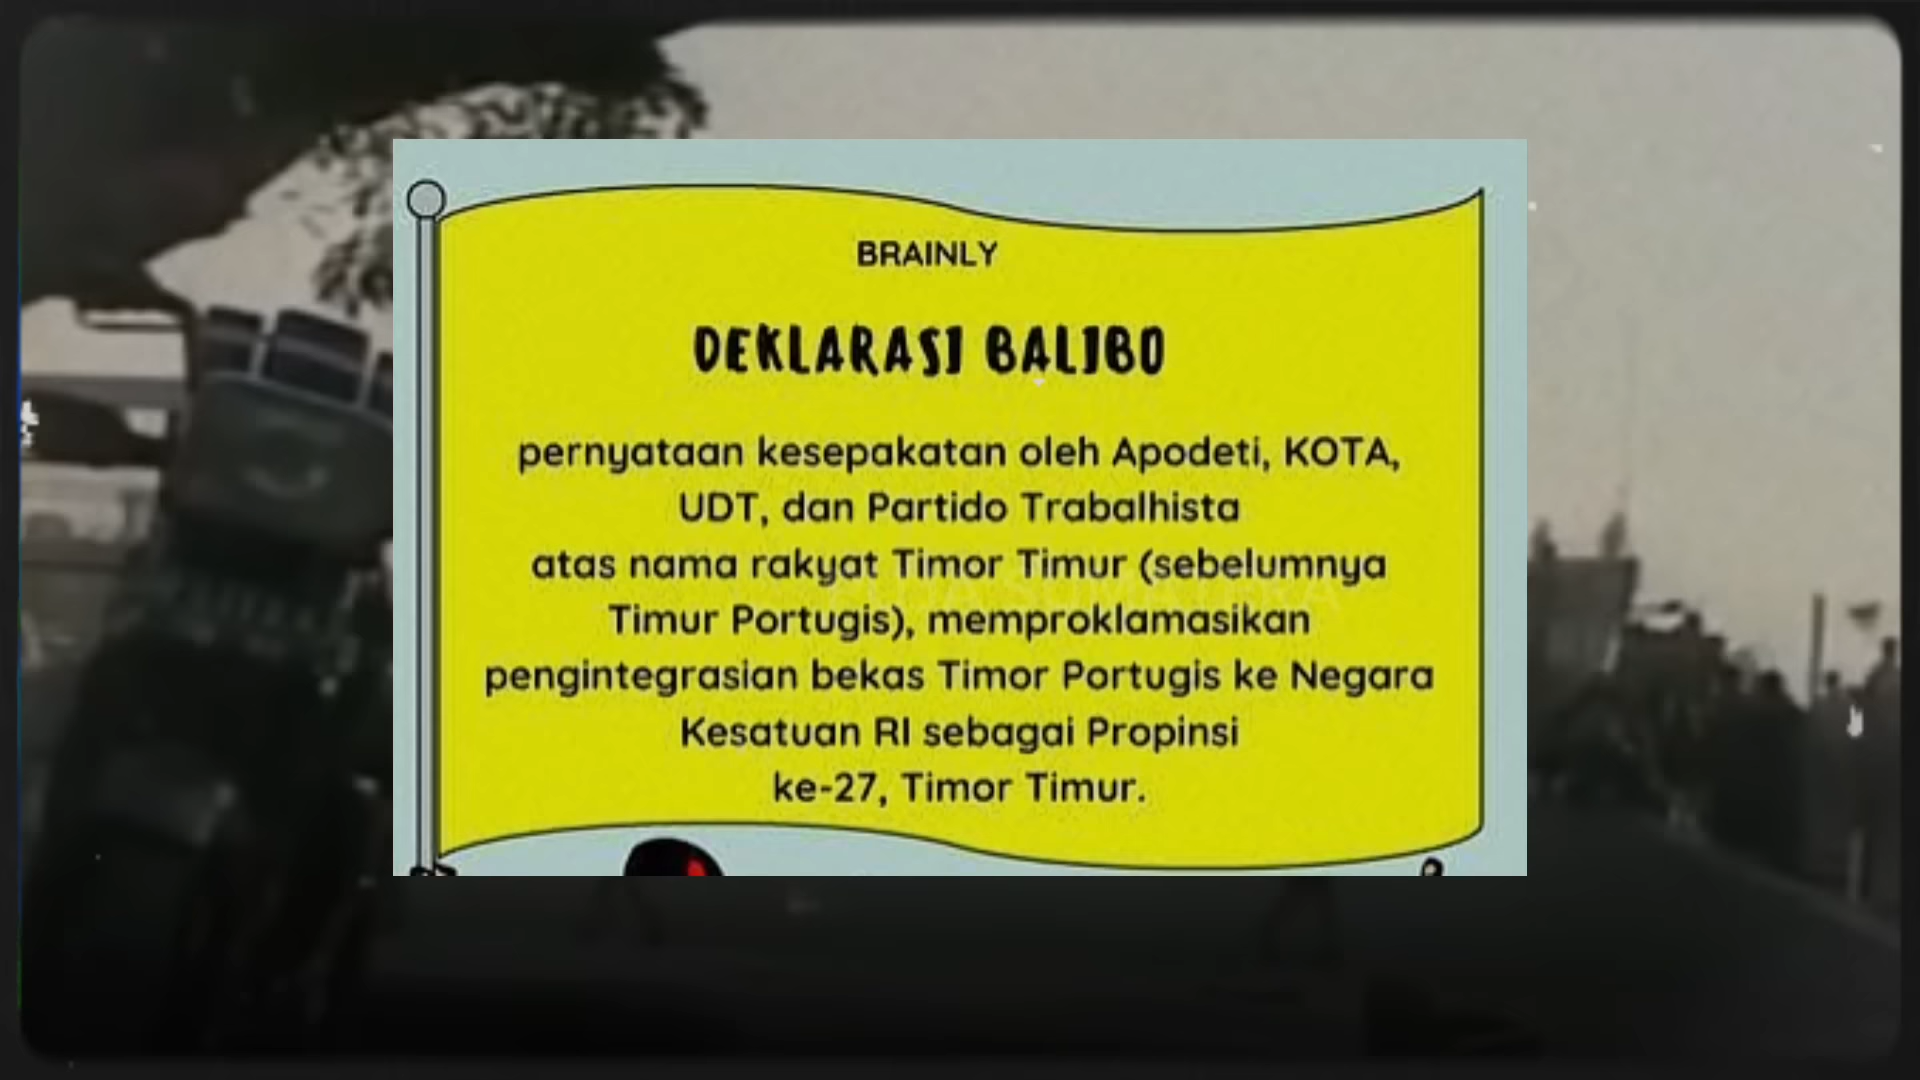 BRAINLY
DEKLARASI BALIBO
pernyataan kesepakatan oleh Apodeti, KOTA,
UDT, dan Partido Trabalhista
atas nama rakyat Timor Timur (sebelumnya
Timur Portugis), memproklamasikan
pengintegrasian bekas Timor Portugis ke Negara
Kesatuan RI sebagai Propinsi
ke-27, Timor Timur.